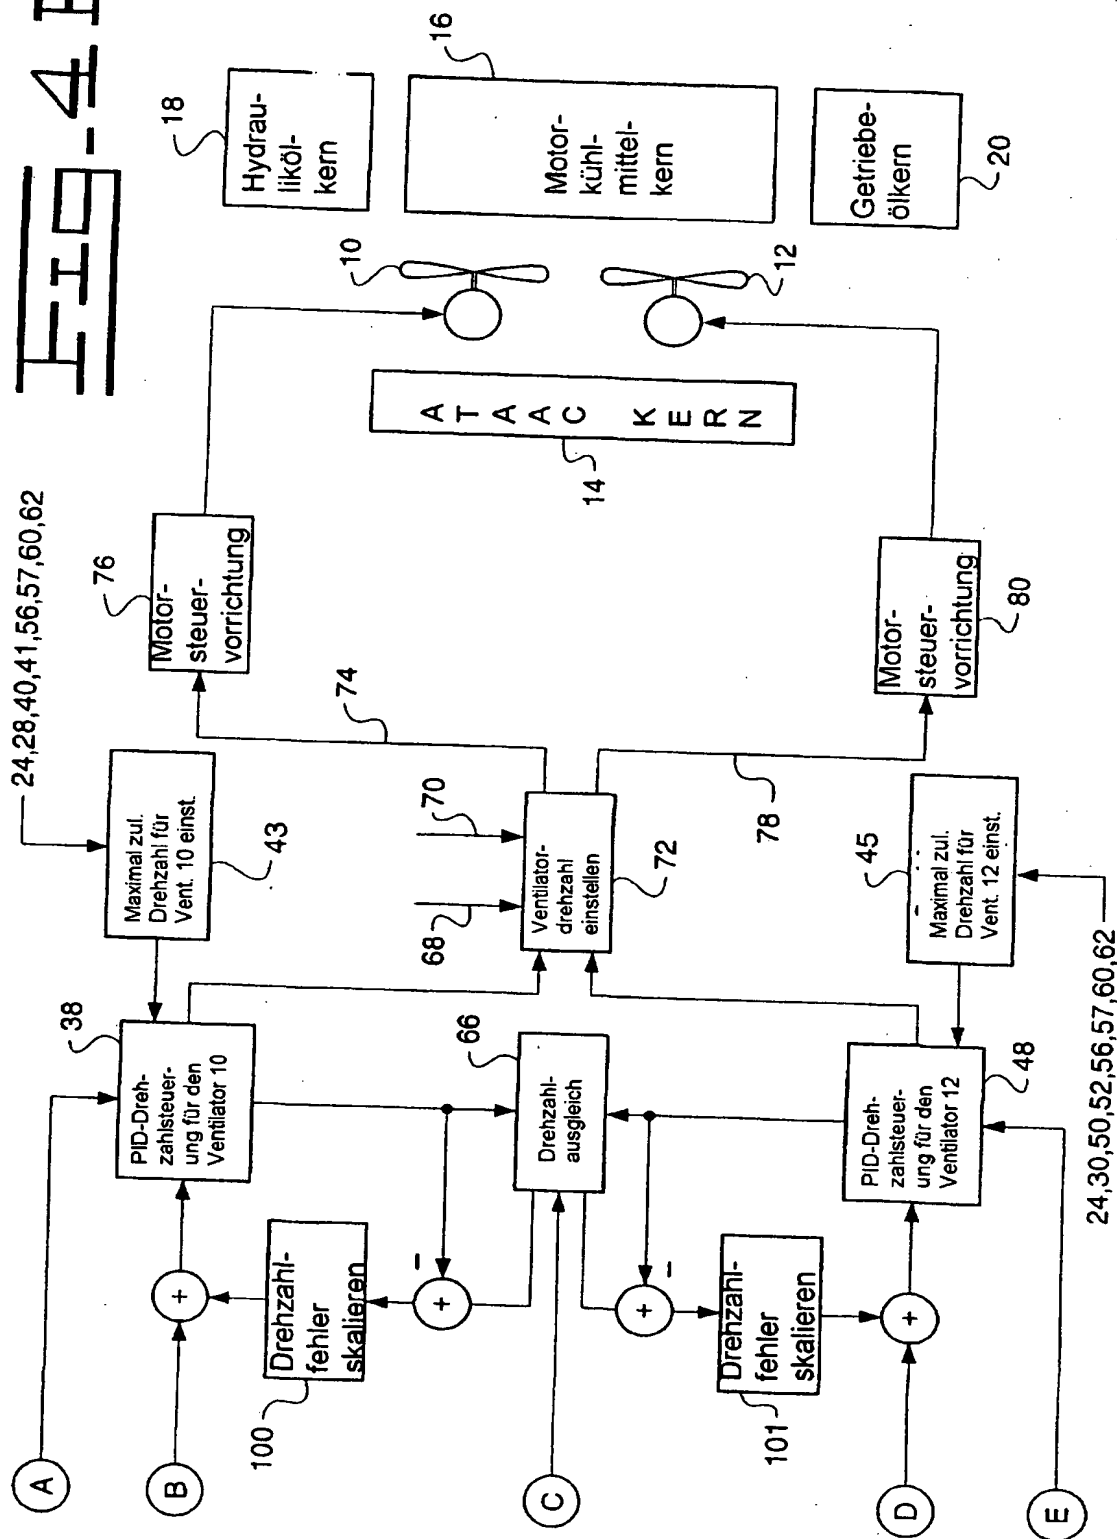 FIG-4B
24,28,40,41,56,57,60,62
A
38
PID-Dreh-
zahlsteuer-
ung für den
Ventilator 10
Maximal zul.
Drehzahl für
Vent. 10 einst.
43
76
Motor-
steuer-
vorrichtung
74
B
+
100
Drehzahl-
fehler
skalieren
–
+
C
66
Drehzahl-
ausgleich
68
70
Ventilator-
drehzahl
einstellen
72
+
–
101
Drehzahl-
fehler
skalieren
+
D
E
PID-Dreh-
zahlsteuer-
ung für den
Ventilator 12
48
45
Maximal zul.
Drehzahl für
Vent. 12 einst.
24,30,50,52,56,57,60,62
78
Motor-
steuer-
vorrichtung
80
14
ATAAC KERN
10
12
18
Hydrau-
liköl-
kern
16
Motor-
kühl-
mittel-
kern
Getriebe-
ölkern
20